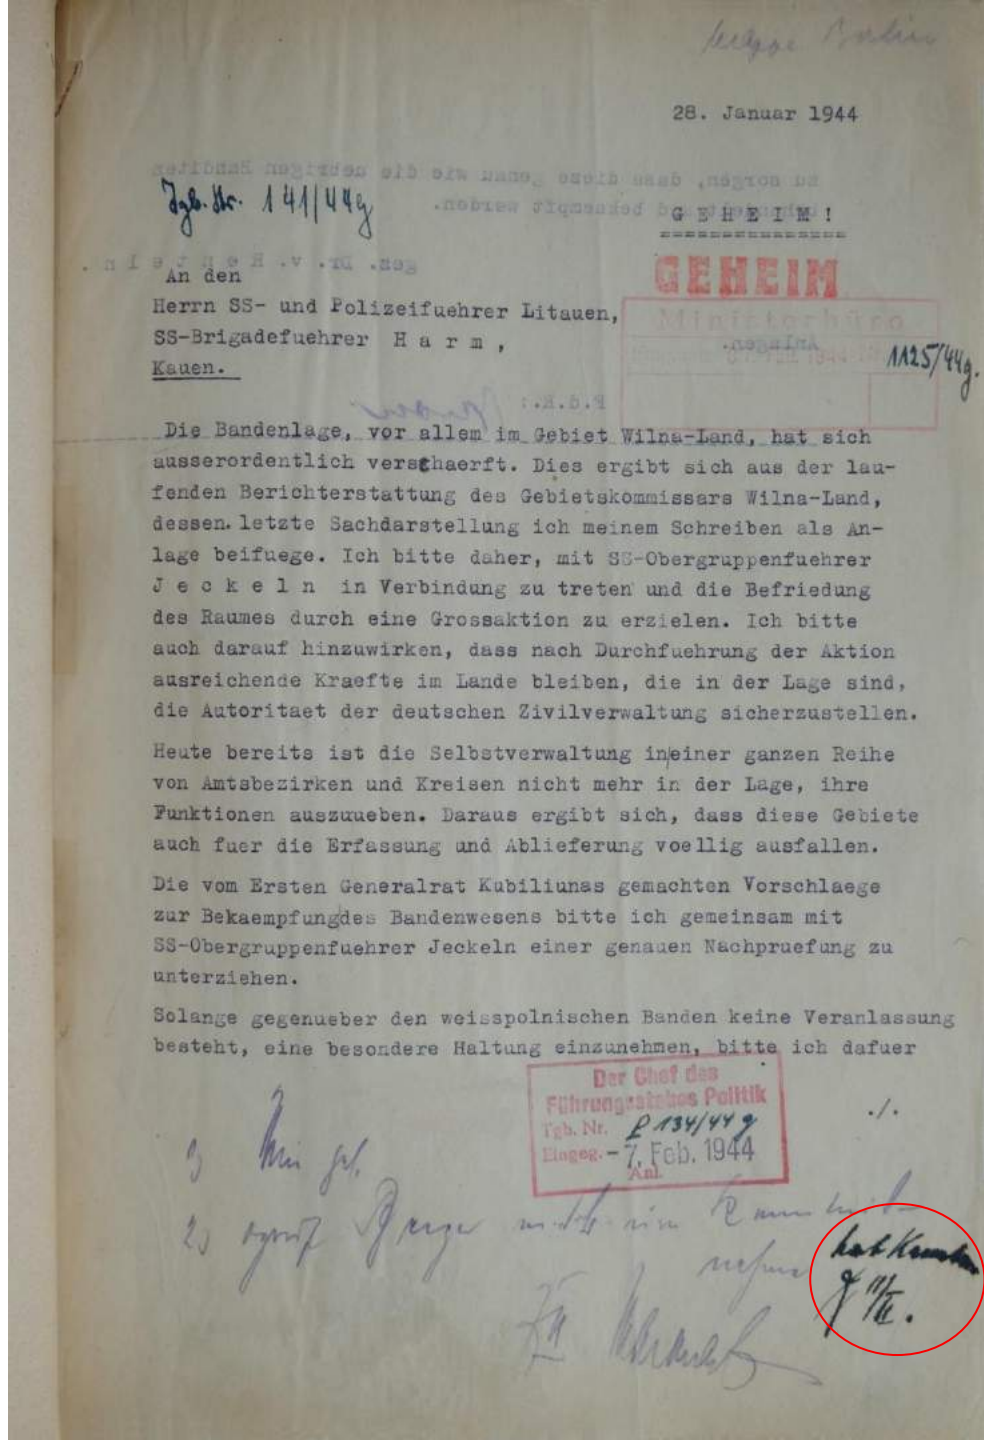 28. Januar 1944
Tgb. Nr. 141/44g
G E H E I M !
===============
GEHEIM
An den
Herrn SS- und Polizeifuehrer Litauen,
SS-Brigadefuehrer H a r m ,
Kauen.
Ministerbüro
1944
1125/44g.
Anlagen.
F.d.R.:
Die Bandenlage, vor allem im Gebiet Wilna-Land, hat sich
ausserordentlich verschaerft. Dies ergibt sich aus der lau-
fenden Berichterstattung des Gebietskommissars Wilna-Land,
dessen letzte Sachdarstellung ich meinem Schreiben als An-
lage beifuege. Ich bitte daher, mit SS-Obergruppenfuehrer
J e c k e l n in Verbindung zu treten und die Befriedung
des Raumes durch eine Grossaktion zu erzielen. Ich bitte
auch darauf hinzuwirken, dass nach Durchfuehrung der Aktion
ausreichende Kraefte im Lande bleiben, die in der Lage sind,
die Autoritaet der deutschen Zivilverwaltung sicherzustellen.
Heute bereits ist die Selbstverwaltung in/einer ganzen Reihe
von Amtsbezirken und Kreisen nicht mehr in der Lage, ihre
Funktionen auszuueben. Daraus ergibt sich, dass diese Gebiete
auch fuer die Erfassung und Ablieferung voellig ausfallen.
Die vom Ersten Generalrat Kubiliunas gemachten Vorschlaege
zur Bekaempfung/des Bandenwesens bitte ich gemeinsam mit
SS-Obergruppenfuehrer Jeckeln einer genauen Nachpruefung zu
unterziehen.
Solange gegenueber den weisspolnischen Banden keine Veranlassung
besteht, eine besondere Haltung einzunehmen, bitte ich dafuer
./.
Der Chef des
Führungsstabes Politik
Tgb. Nr. P 134/44 g
Eingeg. - 7. Feb. 1944
Anl.
1)
2)
hat
11/II.